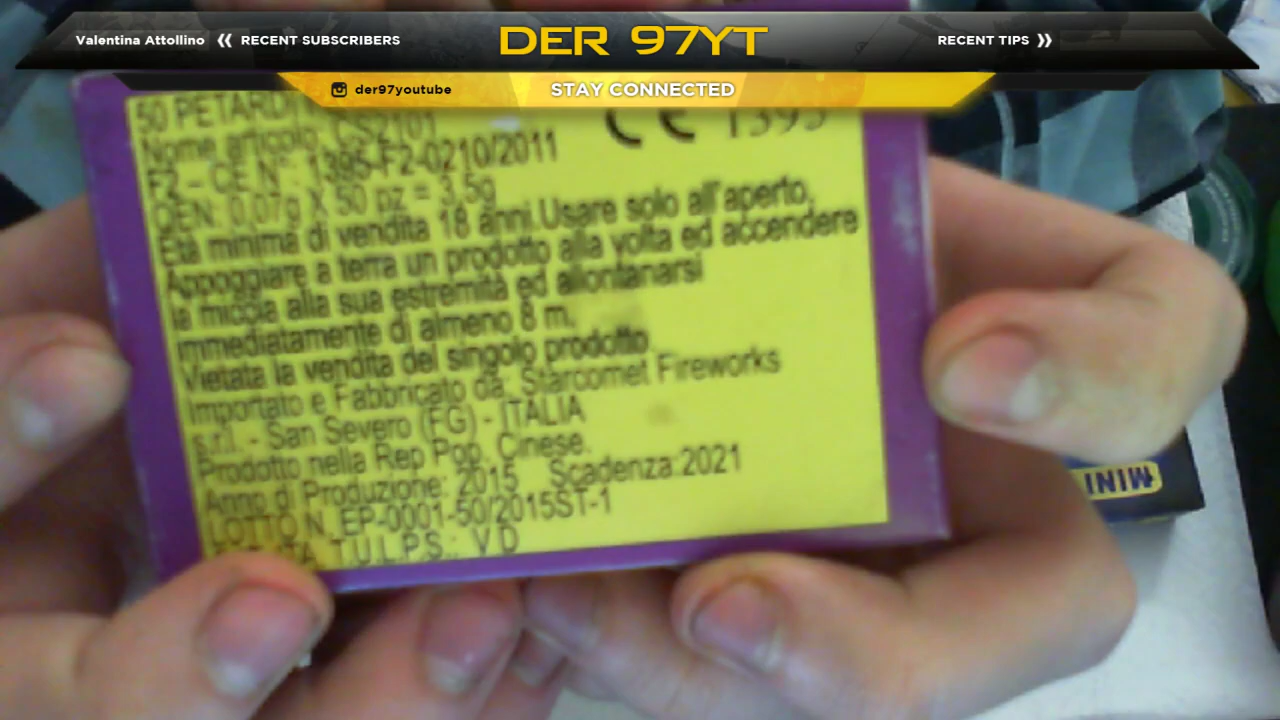 Valentina Attollino « RECENT SUBSCRIBERS
DER 97YT
RECENT TIPS »
der97youtube
STAY CONNECTED
50 PETARDI
Nome articolo: CS2101
CE 1395
F2 - CE N°: 1395-F2-0210/2011
QEN: 0,07g X 50 pz = 3,5g
Età minima di vendita 18 anni.Usare solo all'aperto,
Appoggiare a terra un prodotto alla volta ed accendere
la miccia alla sua estremità ed allontanarsi
immediatamente di almeno 8 m.
Vietata la vendita del singolo prodotto
Importato e Fabbricato da: Starcomet Fireworks
s.r.l. - San Severo (FG) - ITALIA
Prodotto nella Rep Pop. Cinese.
Anno di Produzione: 2015 Scadenza:2021
LOTTO N. EP-0001-50/2015ST-1
T.U.L.P.S.: V D
MINI